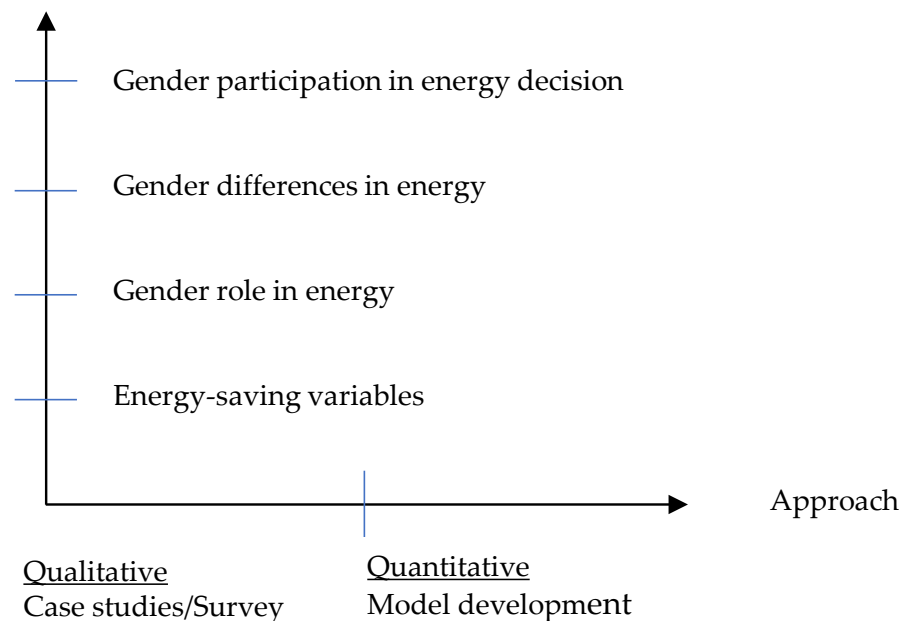 Gender participation in energy decision
Gender differences in energy
Gender role in energy
Energy-saving variables
Approach
Qualitative
Case studies/Survey
Quantitative
Model development